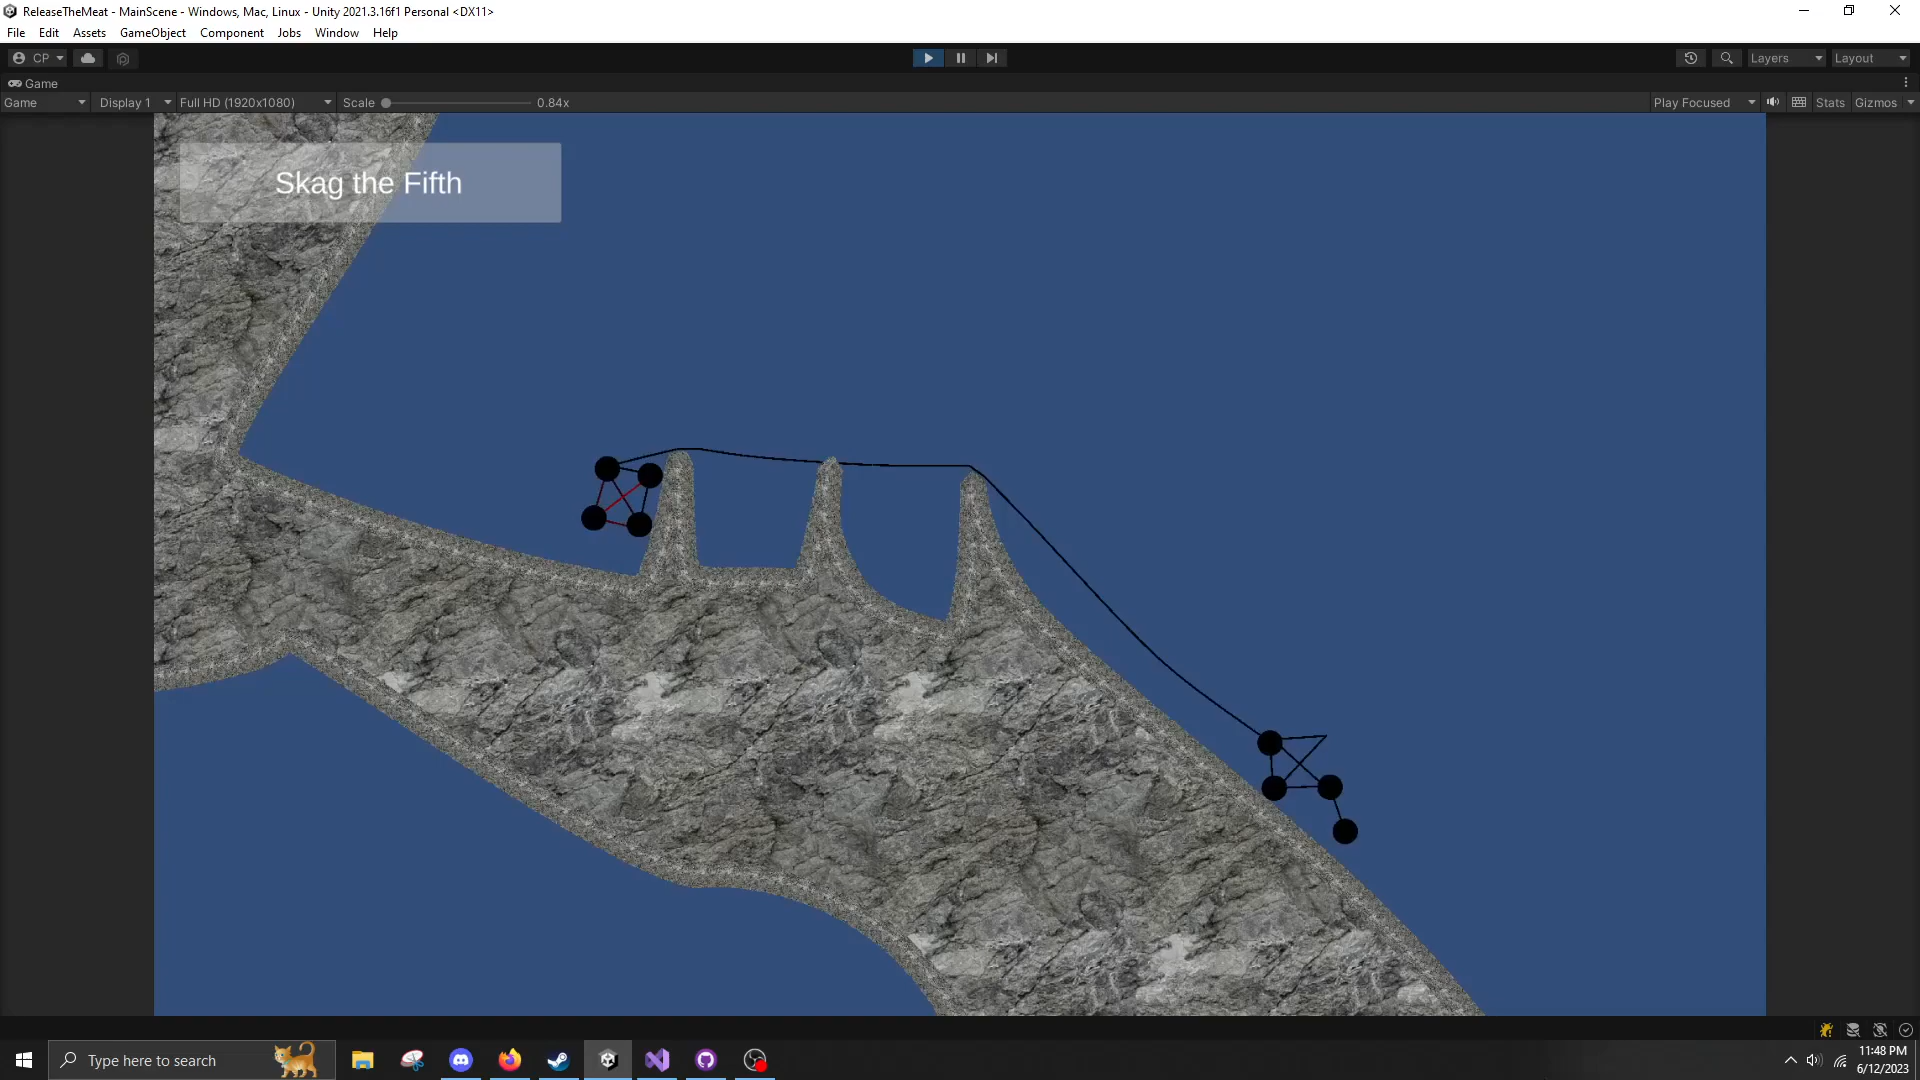 ReleaseTheMeat - MainScene - Windows, Mac, Linux - Unity 2021.3.16f1 Personal <DX11>
File Edit Assets GameObject Component Jobs Window Help
CP Layers Layout
Game
Game Display 1 Full HD (1920x1080) Scale 0.84x Play Focused Stats Gizmos
Skag the Fifth
Type here to search
11:48 PM
6/12/2023